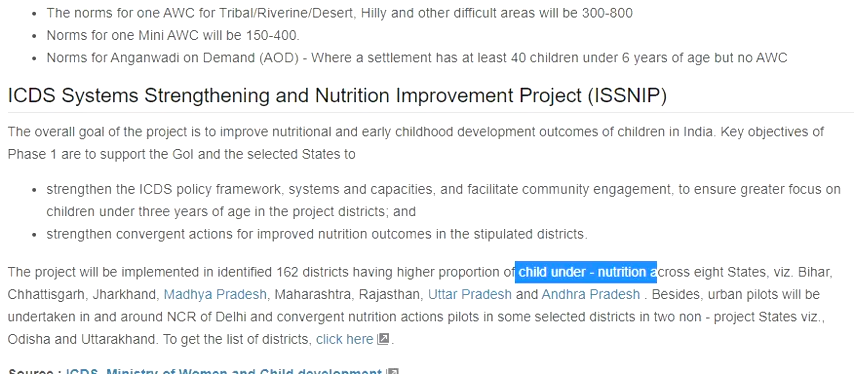 The norms for one AWC for Tribal/Riverine/Desert, Hilly and other difficult areas will be 300-800
Norms for one Mini AWC will be 150-400.
Norms for Anganwadi on Demand (AOD) - Where a settlement has at least 40 children under 6 years of age but no AWC
ICDS Systems Strengthening and Nutrition Improvement Project (ISSNIP)
The overall goal of the project is to improve nutritional and early childhood development outcomes of children in India. Key objectives of
Phase 1 are to support the GoI and the selected States to
strengthen the ICDS policy framework, systems and capacities, and facilitate community engagement, to ensure greater focus on
children under three years of age in the project districts; and
strengthen convergent actions for improved nutrition outcomes in the stipulated districts.
The project will be implemented in identified 162 districts having higher proportion of child under - nutrition across eight States, viz. Bihar,
Chhattisgarh, Jharkhand, Madhya Pradesh, Maharashtra, Rajasthan, Uttar Pradesh and Andhra Pradesh . Besides, urban pilots will be
undertaken in and around NCR of Delhi and convergent nutrition actions pilots in some selected districts in two non - project States viz.,
Odisha and Uttarakhand. To get the list of districts, click here .
Source : ICDS, Ministry of Women and Child development